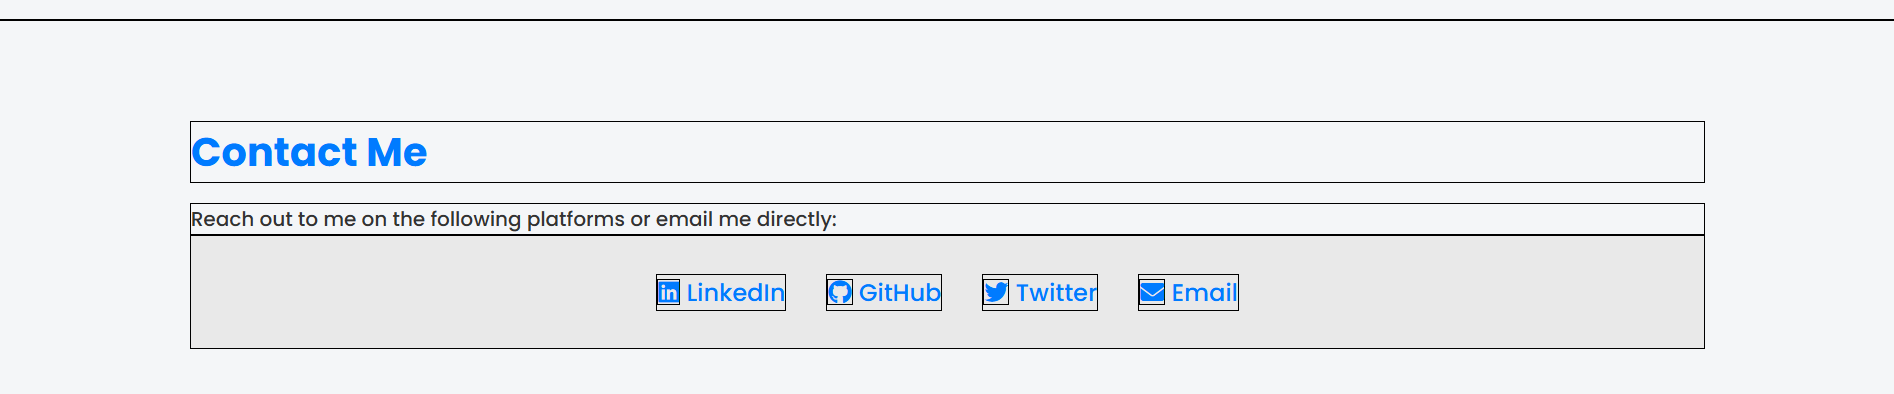 Contact Me
Reach out to me on the following platforms or email me directly:
LinkedIn GitHub Twitter Email